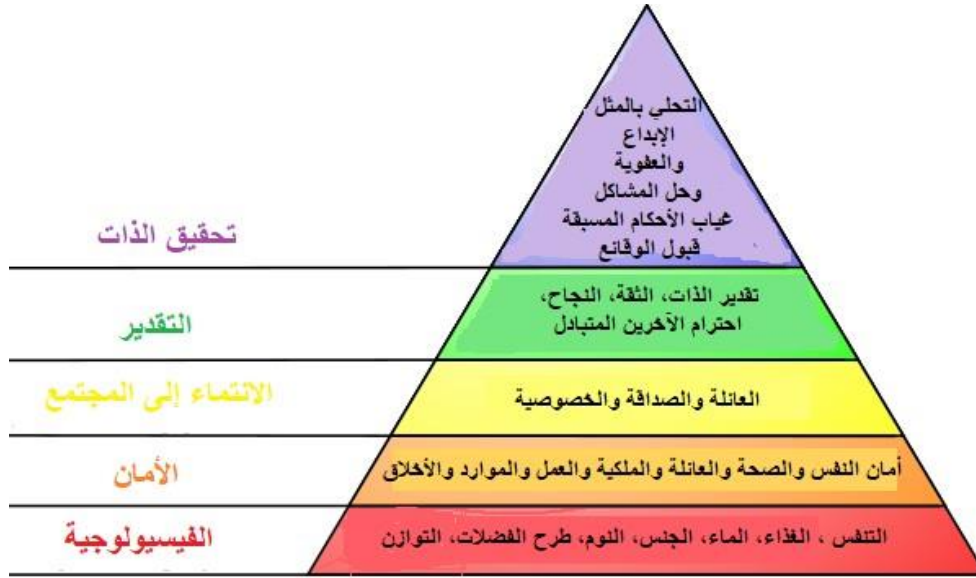 التحلي بالمثل
الإبداع
والعفوية
وحل المشاكل
غياب الأحكام المسبقة
قبول الوقائع
تحقيق الذات
تقدير الذات، الثقة، النجاح،
احترام الآخرين المتبادل
التقدير
العائلة والصداقة والخصوصية
الانتماء إلى المجتمع
أمان النفس والصحة والعائلة والملكية والعمل والموارد والأخلاق
الأمان
التنفس ، الغذاء، الماء، الجنس، النوم، طرح الفضلات، التوازن
الفيسيولوجية